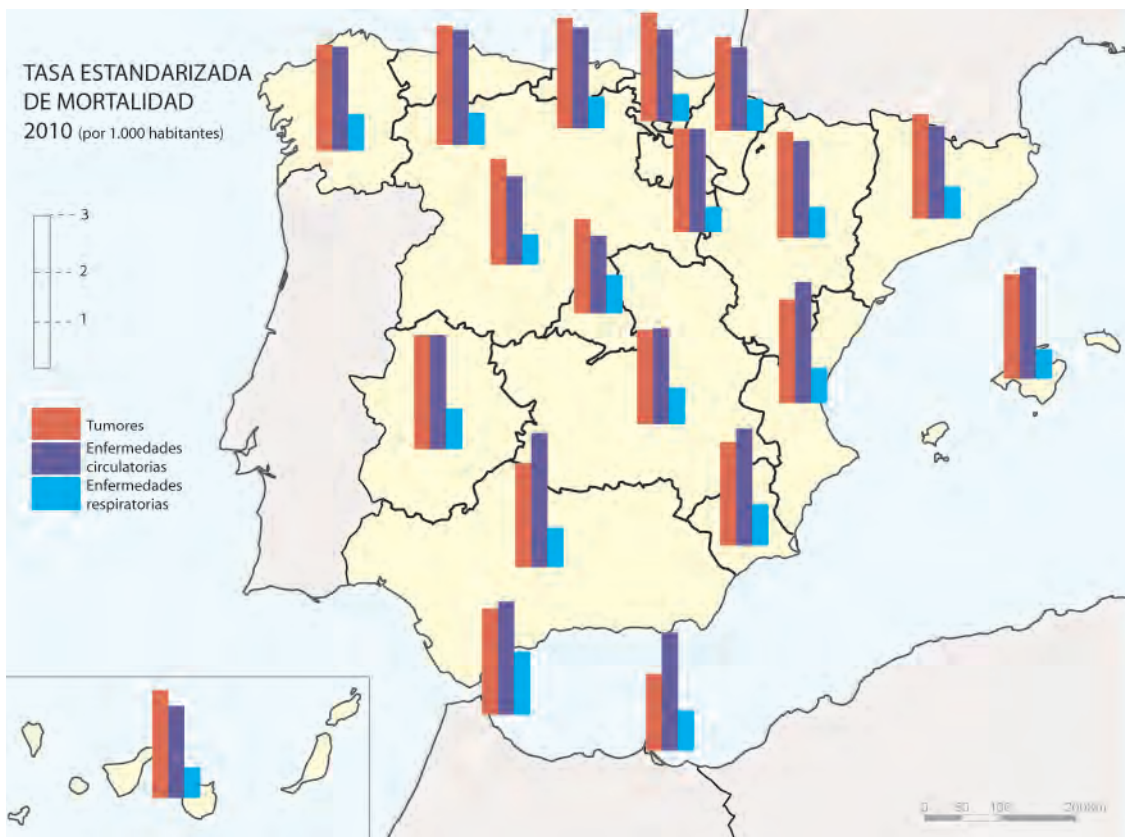 TASA ESTANDARIZADA
DE MORTALIDAD
2010 (por 1.000 habitantes)
3
2
1
Tumores
Enfermedades
circulatorias
Enfermedades
respiratorias
0 50 100 200Km